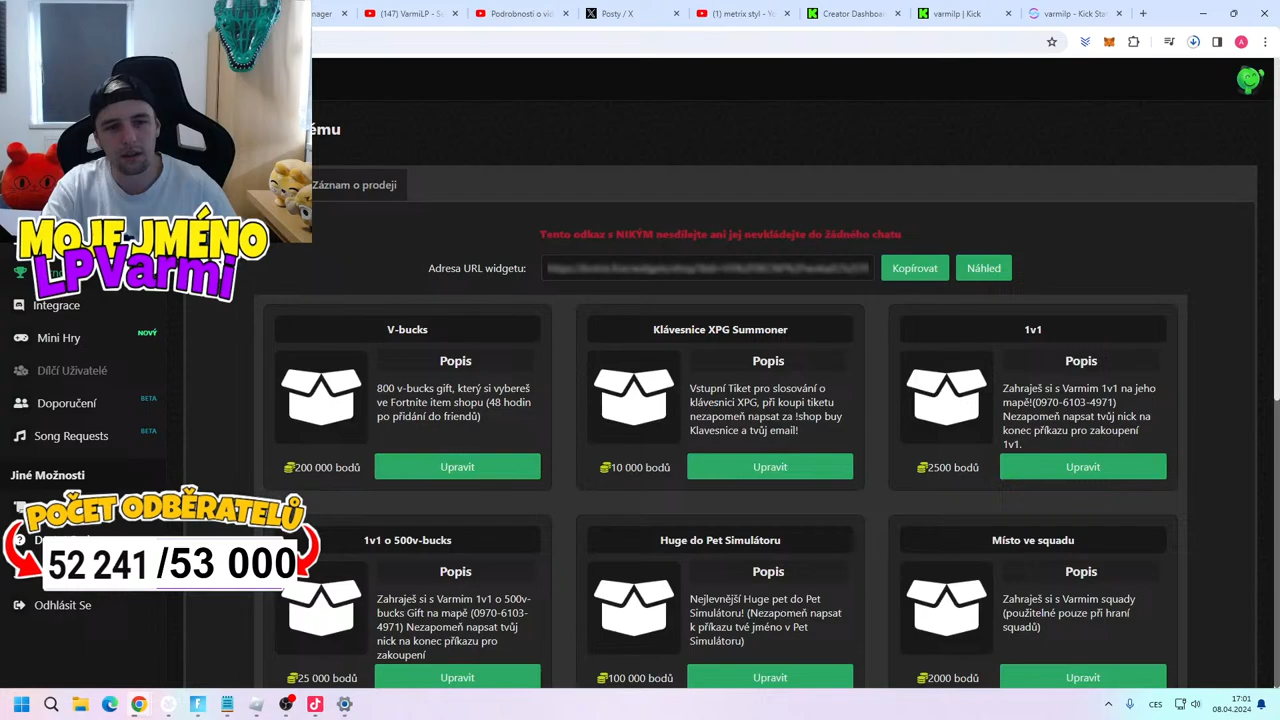 nager
(147) VarmiLP - S
Podrobnosti o vid
Posty / X
(1) metrix styl - Yo
Creator Dashboa
varmilp | Kick
varmilp - Kick Sta
ému
Záznam o prodeji
Tento odkaz s NIKÝM nesdílejte ani jej nevkládejte do žádného chatu
Adresa URL widgetu:
Kopírovat
Náhled
MOJE JMÉNO
LPVarmi
Integrace
Mini Hry
NOVÝ
Dílčí Uživatelé
Doporučení
BETA
Song Requests
BETA
Jiné Možnosti
POČET ODBĚRATELŮ
52 241 /53 000
Odhlásit Se
V-bucks
Popis
800 v-bucks gift, který si vybereš
ve Fortnite item shopu (48 hodin
po přidání do friendů)
200 000 bodů
Upravit
Klávesnice XPG Summoner
Popis
Vstupní Tiket pro slosování o
klávesnici XPG, při koupi tiketu
nezapomeň napsat za !shop buy
Klavesnice a tvůj email!
10 000 bodů
Upravit
1v1
Popis
Zahraješ si s Varmim 1v1 na jeho
mapě!(0970-6103-4971)
Nezapomeň napsat tvůj nick na
konec příkazu pro zakoupení
1v1.
2500 bodů
Upravit
1v1 o 500v-bucks
Popis
Zahraješ si s Varmim 1v1 o 500v-
bucks Gift na mapě (0970-6103-
4971) Nezapomeň napsat tvůj
nick na konec příkazu pro
zakoupení
25 000 bodů
Upravit
Huge do Pet Simulátoru
Popis
Nejlevnější Huge pet do Pet
Simulátoru! (Nezapomeň napsat
k příkazu tvé jméno v Pet
Simulátoru)
100 000 bodů
Upravit
Místo ve squadu
Popis
Zahraješ si s Varmim squady
(použitelné pouze při hraní
squadů)
2000 bodů
Upravit
CES
17:01
08.04.2024